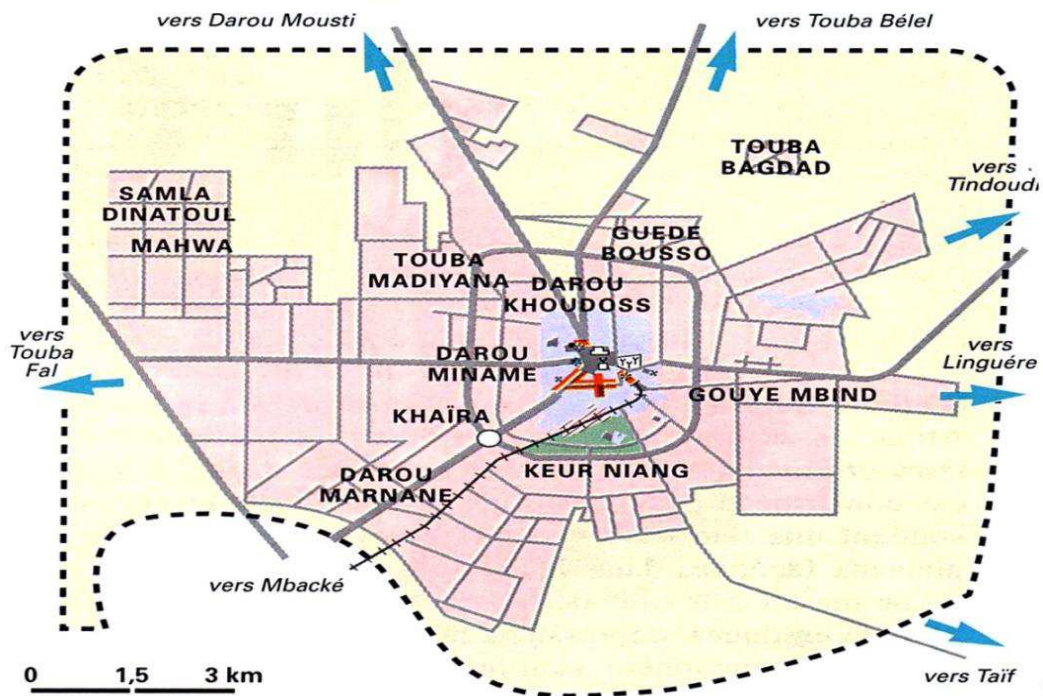 vers Darou Mousti
vers Touba Bélel
TOUBA
BAGDAD
vers
Tindoudi
SAMLA
DINATOUL
MAHWA
GUEDE
BOUSSO
TOUBA
MADIYANA
DAROU
KHOUDOSS
vers
Touba
Fal
DAROU
MINAME
vers
Linguére
GOUYE MBIND
KHAÏRA
DAROU
MARNANE
KEUR NIANG
vers Mbacké
vers Taïf
0 1,5 3 km